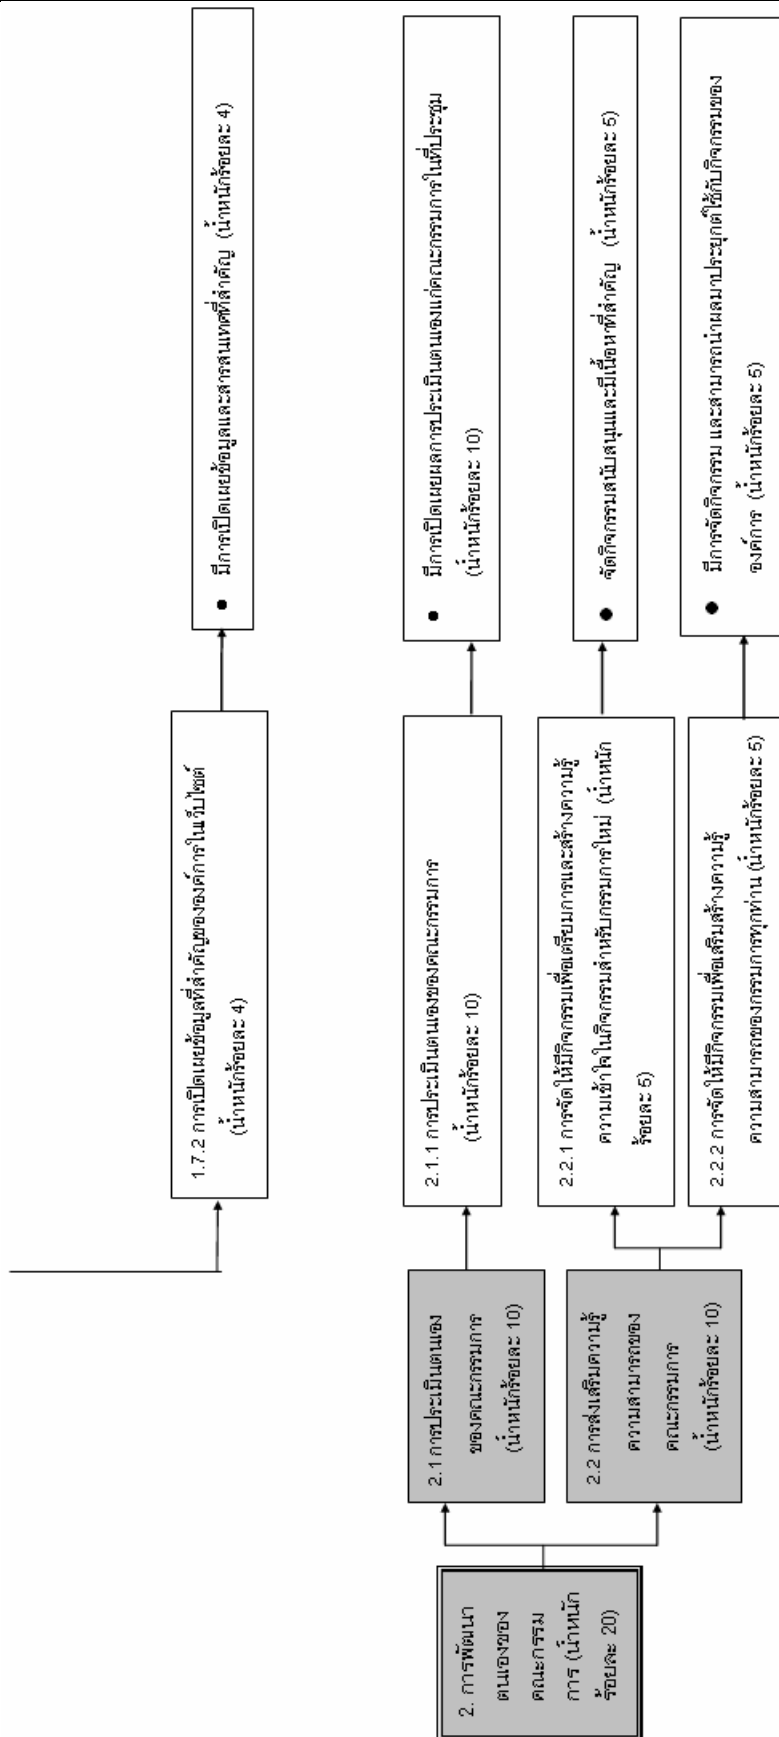 1.7.2 การเปิดเผยข้อมูลที่สำคัญขององค์การในเว็บไซต์
(น้ำหนักร้อยละ 4)
● มีการเปิดเผยข้อมูลและสารสนเทศที่สำคัญ (น้ำหนักร้อยละ 4)
2. การพัฒนา
ตนเองของ
คณะกรรม
การ (น้ำหนัก
ร้อยละ 20)
2.1 การประเมินตนเอง
ของคณะกรรมการ
(น้ำหนักร้อยละ 10)
2.1.1 การประเมินตนเองของคณะกรรมการ
(น้ำหนักร้อยละ 10)
● มีการเปิดเผยผลการประเมินตนเองแก่คณะกรรมการในที่ประชุม
(น้ำหนักร้อยละ 10)
2.2 การส่งเสริมความรู้
ความสามารถของ
คณะกรรมการ
(น้ำหนักร้อยละ 10)
2.2.1 การจัดให้มีกิจกรรมเพื่อเตรียมการและสร้างความรู้
ความเข้าใจในกิจกรรมสำหรับกรรมการใหม่ (น้ำหนัก
ร้อยละ 5)
● จัดกิจกรรมสนับสนุนและมีเนื้อหาที่สำคัญ (น้ำหนักร้อยละ 5)
2.2.2 การจัดให้มีกิจกรรมเพื่อเสริมสร้างความรู้
ความสามารถของกรรมการทุกท่าน (น้ำหนักร้อยละ 5)
● มีการจัดกิจกรรม และสามารถนำผลมาประยุกต์ใช้กับกิจกรรมของ
องค์การ (น้ำหนักร้อยละ 5)